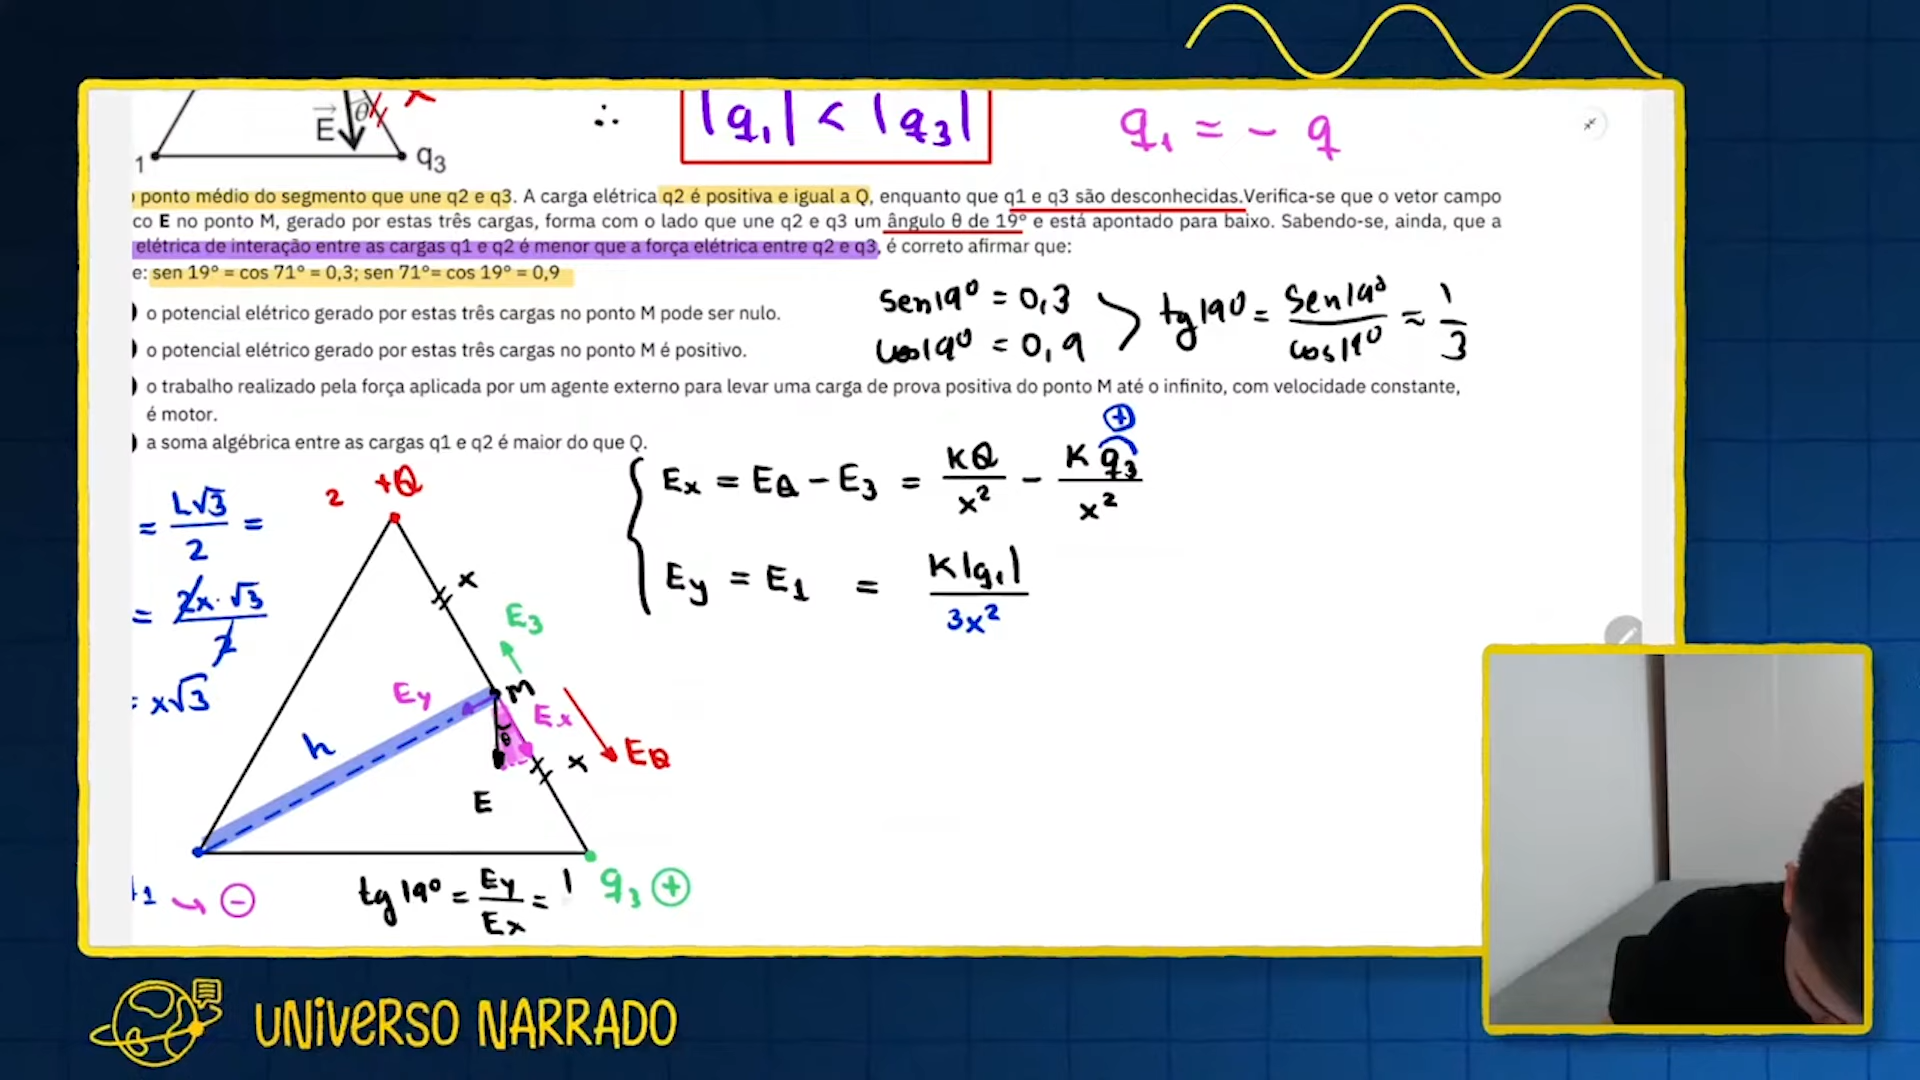 E θ x
1 q3
∴ |q1| < |q3| q1 = - q
ponto médio do segmento que une q2 e q3. A carga elétrica q2 é positiva e igual a Q, enquanto que q1 e q3 são desconhecidas.Verifica-se que o vetor campo
co E no ponto M, gerado por estas três cargas, forma com o lado que une q2 e q3 um ângulo θ de 19° e está apontado para baixo. Sabendo-se, ainda, que a
elétrica de interação entre as cargas q1 e q2 é menor que a força elétrica entre q2 e q3, é correto afirmar que:
e: sen 19° = cos 71° = 0,3; sen 71°= cos 19° = 0,9
) o potencial elétrico gerado por estas três cargas no ponto M pode ser nulo.
) o potencial elétrico gerado por estas três cargas no ponto M é positivo.
) o trabalho realizado pela força aplicada por um agente externo para levar uma carga de prova positiva do ponto M até o infinito, com velocidade constante,
é motor.
) a soma algébrica entre as cargas q1 e q2 é maior do que Q.
sen19° = 0,3
cos19° = 0,9
tg19° = sen19°/cos19° ≈ 1/3
Ex = EQ - E3 = KQ/x² - Kq3/x²
+
Ey = E1 = K|q1|/3x²
= L√3/2 =
= 2x·√3/2
= x√3
2 +Q
x
E3
M
Ey
Ex
θ
h
x
EQ
E
1 → -
tg19° = Ey/Ex = 1
q3 +
UNIVERSO NARRADO